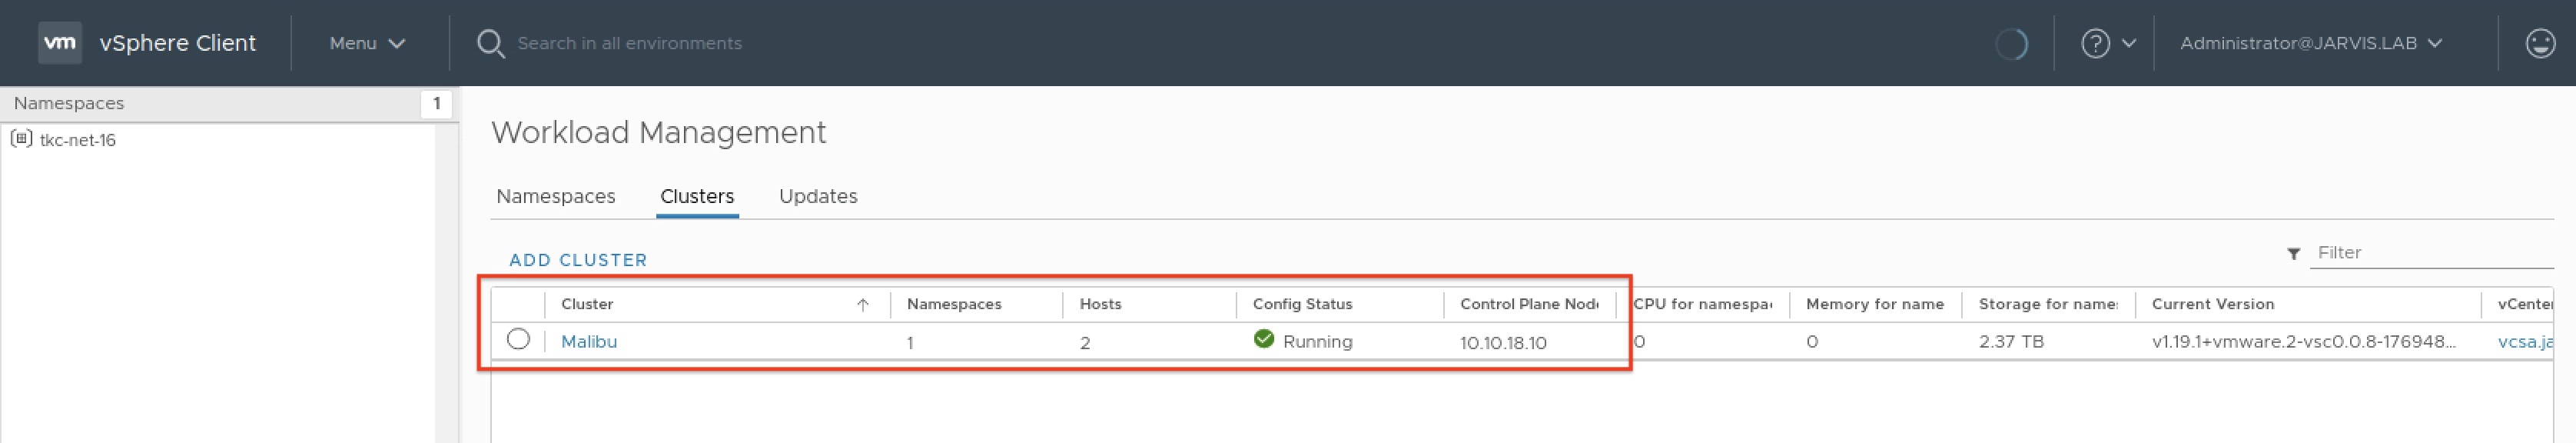 vm vSphere Client Menu Search in all environments ? Administrator@JARVIS.LAB
Namespaces 1
tkc-net-16
Workload Management
Namespaces Clusters Updates
ADD CLUSTER Filter
Cluster Namespaces Hosts Config Status Control Plane Node CPU for namespa Memory for name Storage for name Current Version vCenter
Malibu 1 2 Running 10.10.18.10 0 0 2.37 TB v1.19.1+vmware.2-vsc0.0.8-176948... vcsa.ja